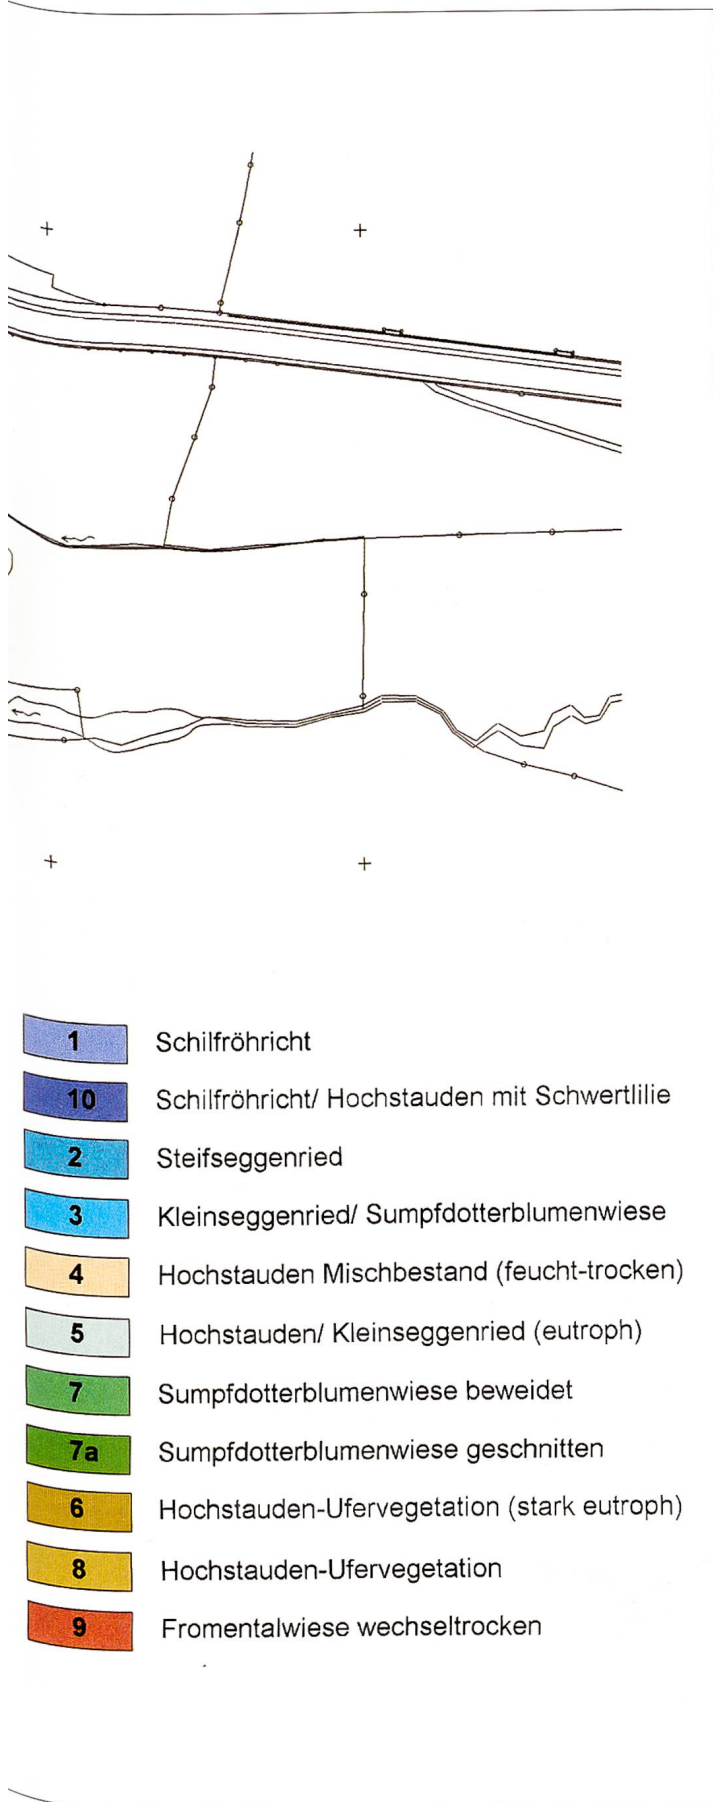 1 Schilfröhricht
10 Schilfröhricht/ Hochstauden mit Schwertlilie
2 Steifseggenried
3 Kleinseggenried/ Sumpfdotterblumenwiese
4 Hochstauden Mischbestand (feucht-trocken)
5 Hochstauden/ Kleinseggenried (eutroph)
7 Sumpfdotterblumenwiese beweidet
7a Sumpfdotterblumenwiese geschnitten
6 Hochstauden-Ufervegetation (stark eutroph)
8 Hochstauden-Ufervegetation
9 Fromentalwiese wechseltrocken